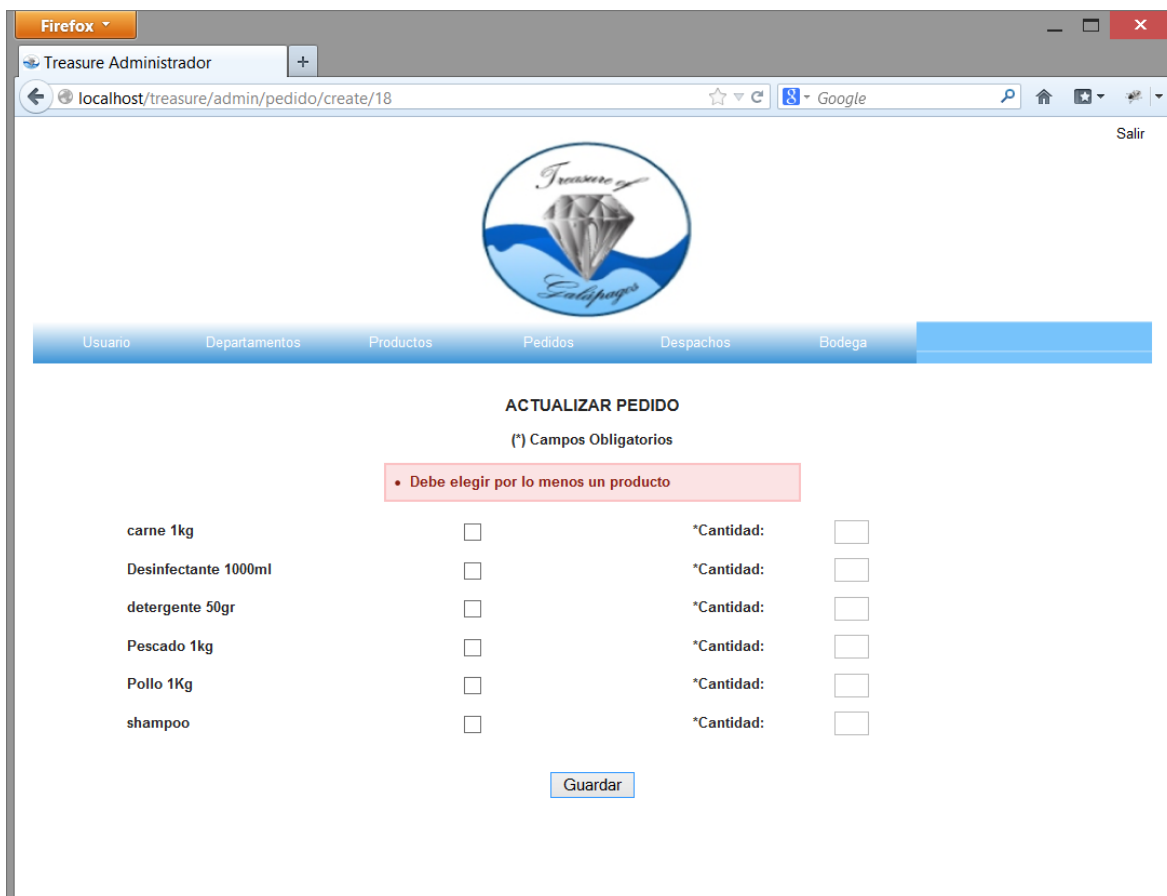 Firefox
Treasure Administrador +
localhost/treasure/admin/pedido/create/18 8 Google
Salir
Treasure of
Galápagos
Usuario Departamentos Productos Pedidos Despachos Bodega
ACTUALIZAR PEDIDO
(*) Campos Obligatorios
• Debe elegir por lo menos un producto
carne 1kg *Cantidad:
Desinfectante 1000ml *Cantidad:
detergente 50gr *Cantidad:
Pescado 1kg *Cantidad:
Pollo 1Kg *Cantidad:
shampoo *Cantidad:
Guardar